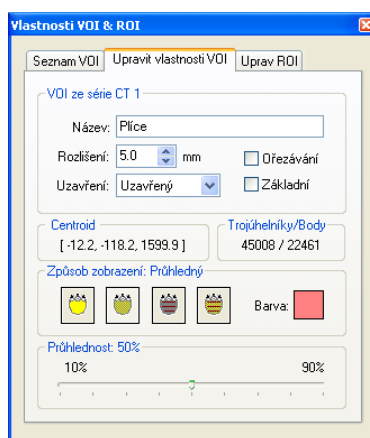 Vlastnosti VOI & ROI
Seznam VOI Upravit vlastnosti VOI Uprav ROI
VOI ze série CT 1
Název: Plíce
Rozlišení: 5.0 mm Ořezávání
Uzavření: Uzavřený Základní
Centroid Trojúhelníky/Body
[ -12.2, -118.2, 1599.9 ] 45008 / 22461
Způsob zobrazení: Průhledný
Barva:
Průhlednost: 50%
10% 90%